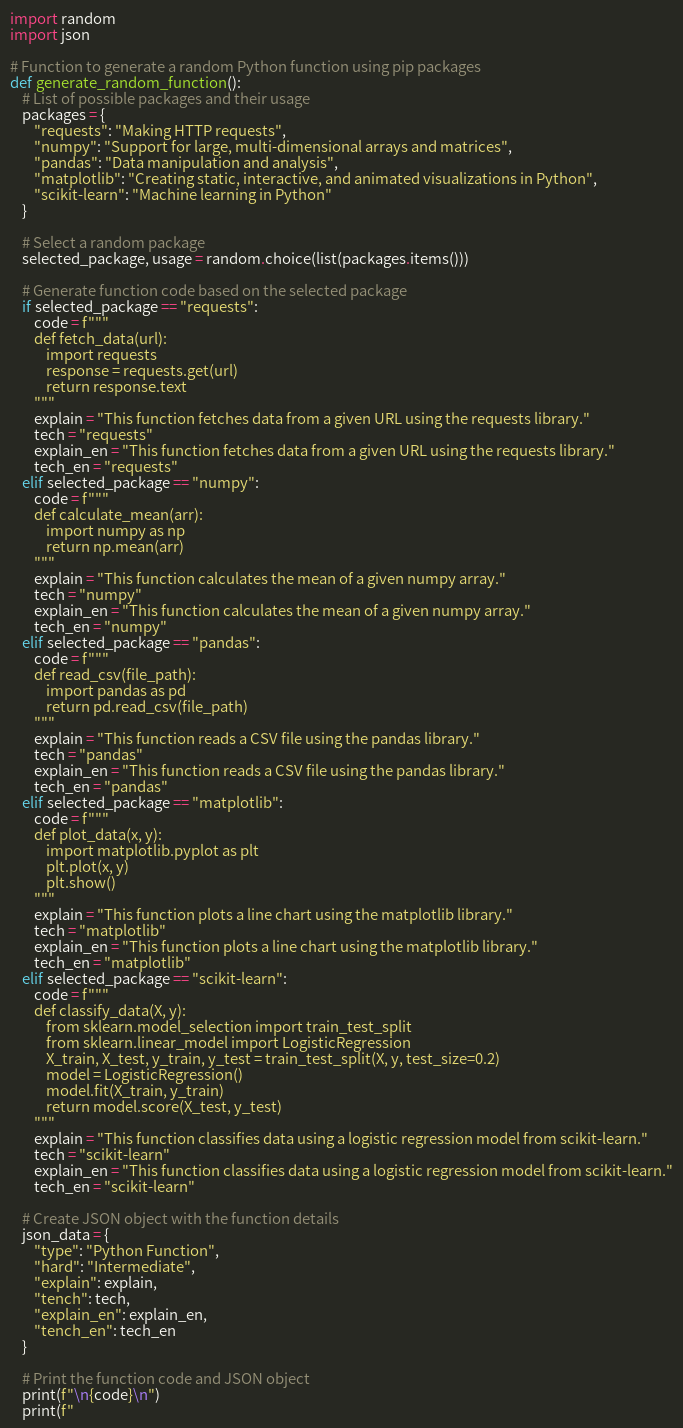 import random
import json

# Function to generate a random Python function using pip packages
def generate_random_function():
    # List of possible packages and their usage
    packages = {
        "requests": "Making HTTP requests",
        "numpy": "Support for large, multi-dimensional arrays and matrices",
        "pandas": "Data manipulation and analysis",
        "matplotlib": "Creating static, interactive, and animated visualizations in Python",
        "scikit-learn": "Machine learning in Python"
    }

    # Select a random package
    selected_package, usage = random.choice(list(packages.items()))

    # Generate function code based on the selected package
    if selected_package == "requests":
        code = f"""
        def fetch_data(url):
            import requests
            response = requests.get(url)
            return response.text
        """
        explain = "This function fetches data from a given URL using the requests library."
        tech = "requests"
        explain_en = "This function fetches data from a given URL using the requests library."
        tech_en = "requests"
    elif selected_package == "numpy":
        code = f"""
        def calculate_mean(arr):
            import numpy as np
            return np.mean(arr)
        """
        explain = "This function calculates the mean of a given numpy array."
        tech = "numpy"
        explain_en = "This function calculates the mean of a given numpy array."
        tech_en = "numpy"
    elif selected_package == "pandas":
        code = f"""
        def read_csv(file_path):
            import pandas as pd
            return pd.read_csv(file_path)
        """
        explain = "This function reads a CSV file using the pandas library."
        tech = "pandas"
        explain_en = "This function reads a CSV file using the pandas library."
        tech_en = "pandas"
    elif selected_package == "matplotlib":
        code = f"""
        def plot_data(x, y):
            import matplotlib.pyplot as plt
            plt.plot(x, y)
            plt.show()
        """
        explain = "This function plots a line chart using the matplotlib library."
        tech = "matplotlib"
        explain_en = "This function plots a line chart using the matplotlib library."
        tech_en = "matplotlib"
    elif selected_package == "scikit-learn":
        code = f"""
        def classify_data(X, y):
            from sklearn.model_selection import train_test_split
            from sklearn.linear_model import LogisticRegression
            X_train, X_test, y_train, y_test = train_test_split(X, y, test_size=0.2)
            model = LogisticRegression()
            model.fit(X_train, y_train)
            return model.score(X_test, y_test)
        """
        explain = "This function classifies data using a logistic regression model from scikit-learn."
        tech = "scikit-learn"
        explain_en = "This function classifies data using a logistic regression model from scikit-learn."
        tech_en = "scikit-learn"

    # Create JSON object with the function details
    json_data = {
        "type": "Python Function",
        "hard": "Intermediate",
        "explain": explain,
        "tench": tech,
        "explain_en": explain_en,
        "tench_en": tech_en
    }

    # Print the function code and JSON object
    print(f"\n{code}\n")
    print(f"